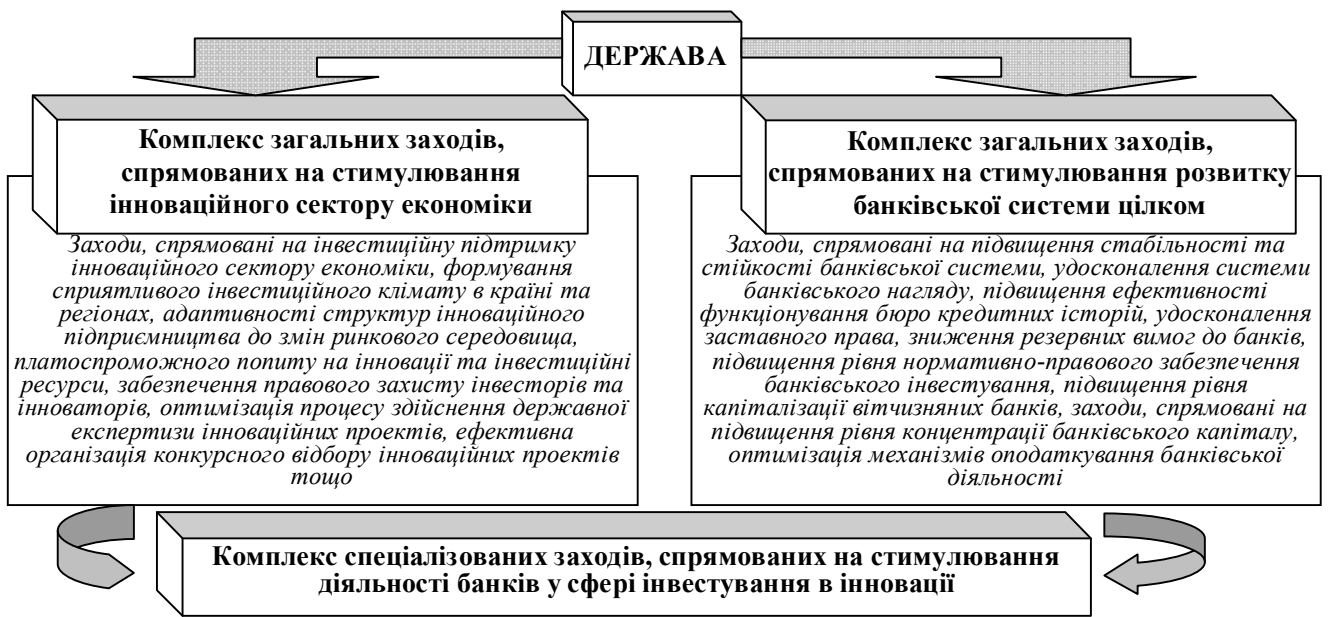 ДЕРЖАВА
Комплекс загальних заходів,
спрямованих на стимулювання
інноваційного сектору економіки
Заходи, спрямовані на інвестиційну підтримку
інноваційного сектору економіки, формування
сприятливого інвестиційного клімату в країні та
регіонах, адаптивності структур інноваційного
підприємництва до змін ринкового середовища,
платоспроможного попиту на інновації та інвестиційні
ресурси, забезпечення правового захисту інвесторів та
інноваторів, оптимізація процесу здійснення державної
експертизи інноваційних проектів, ефективна
організація конкурсного відбору інноваційних проектів
тощо
Комплекс загальних заходів,
спрямованих на стимулювання розвитку
банківської системи цілком
Заходи, спрямовані на підвищення стабільності та
стійкості банківської системи, удосконалення системи
банківського нагляду, підвищення ефективності
функціонування бюро кредитних історій, удосконалення
заставного права, зниження резервних вимог до банків,
підвищення рівня нормативно-правового забезпечення
банківського інвестування, підвищення рівня
капіталізації вітчизняних банків, заходи, спрямовані на
підвищення рівня концентрації банківського капіталу,
оптимізація механізмів оподаткування банківської
діяльності
Комплекс спеціалізованих заходів, спрямованих на стимулювання
діяльності банків у сфері інвестування в інновації